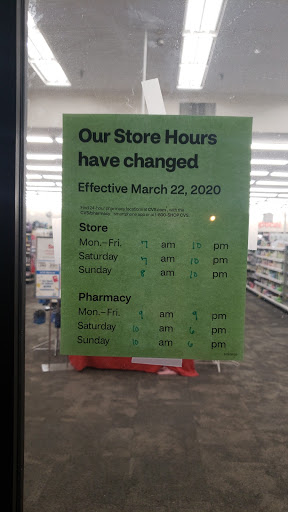 Our Store Hours
have changed
Effective March 22, 2020
Store
Mon.–Fri. 7 am 10 pm
Saturday 9 am 10 pm
Sunday 8 am 10 pm
Pharmacy
Mon.–Fri. 9 am 9 pm
Saturday 10 am 6 pm
Sunday 10 am 6 pm